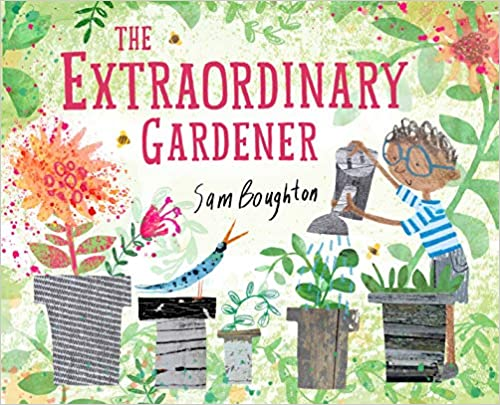 THE
EXTRAORDINARY
GARDENER
Sam Boughton